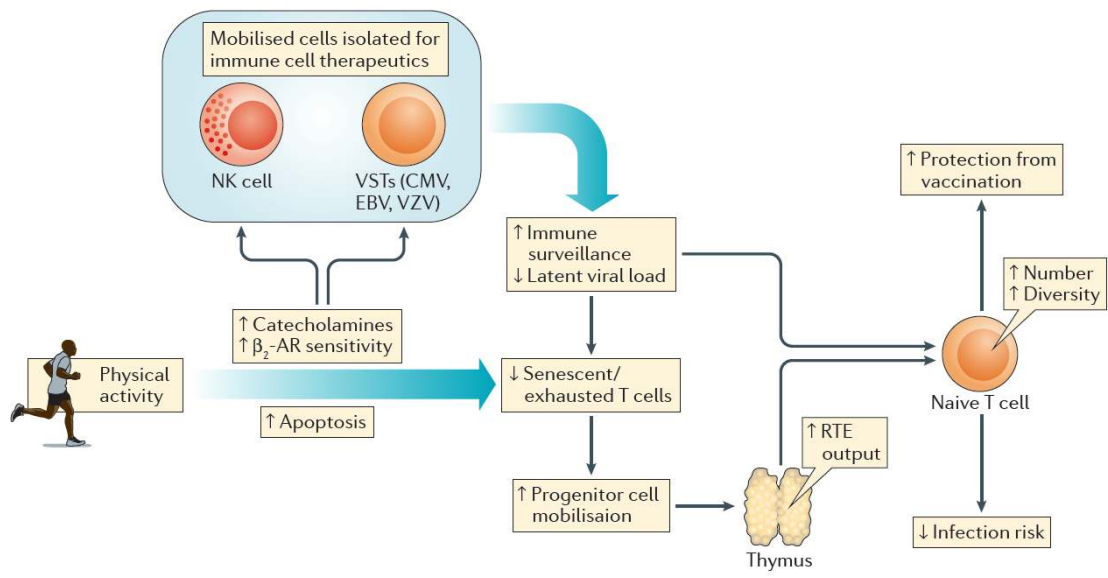 Mobilised cells isolated for
immune cell therapeutics
NK cell
VSTs (CMV,
EBV, VZV)
↑ Catecholamines
↑ β₂-AR sensitivity
Physical
activity
↑ Apoptosis
↑ Immune
surveillance
↓ Latent viral load
↓ Senescent/
exhausted T cells
↑ Progenitor cell
mobilisaion
↑ RTE
output
Thymus
↑ Protection from
vaccination
↑ Number
↑ Diversity
Naive T cell
↓ Infection risk